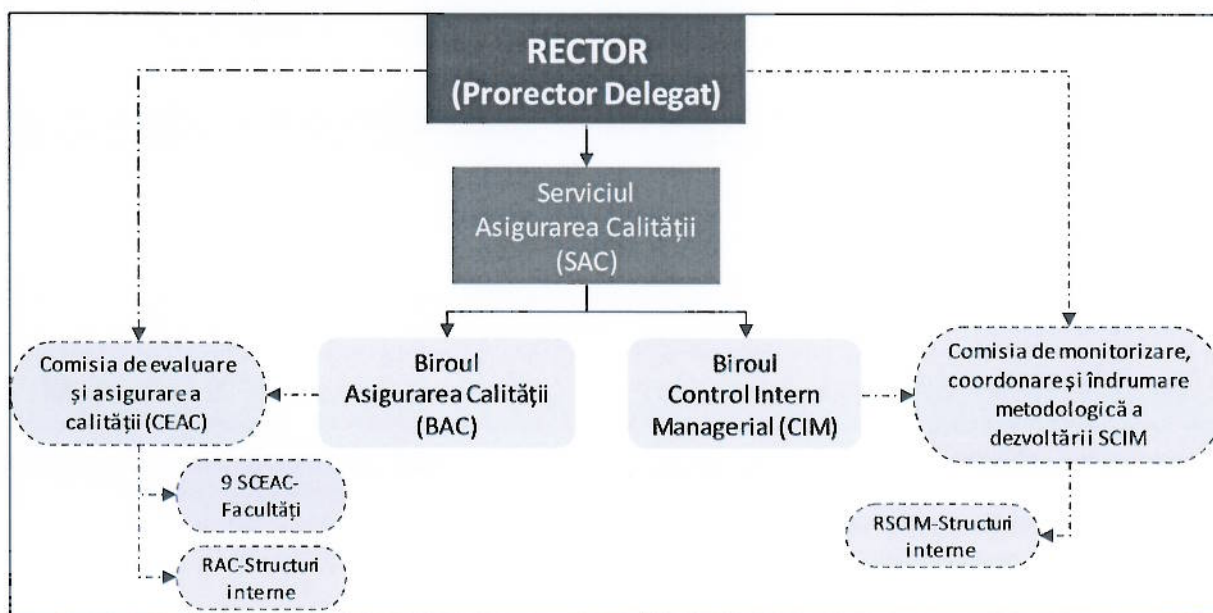 RECTOR
(Prorector Delegat)
Serviciul
Asigurarea Calității
(SAC)
Comisia de evaluare
și asigurarea
calității (CEAC)
Biroul
Asigurarea Calității
(BAC)
Biroul
Control Intern
Managerial (CIM)
Comisia de monitorizare,
coordonare și îndrumare
metodologică a
dezvoltării SCIM
9 SCEAC-
Facultăți
RAC-Structuri
interne
RSCIM-Structuri
interne